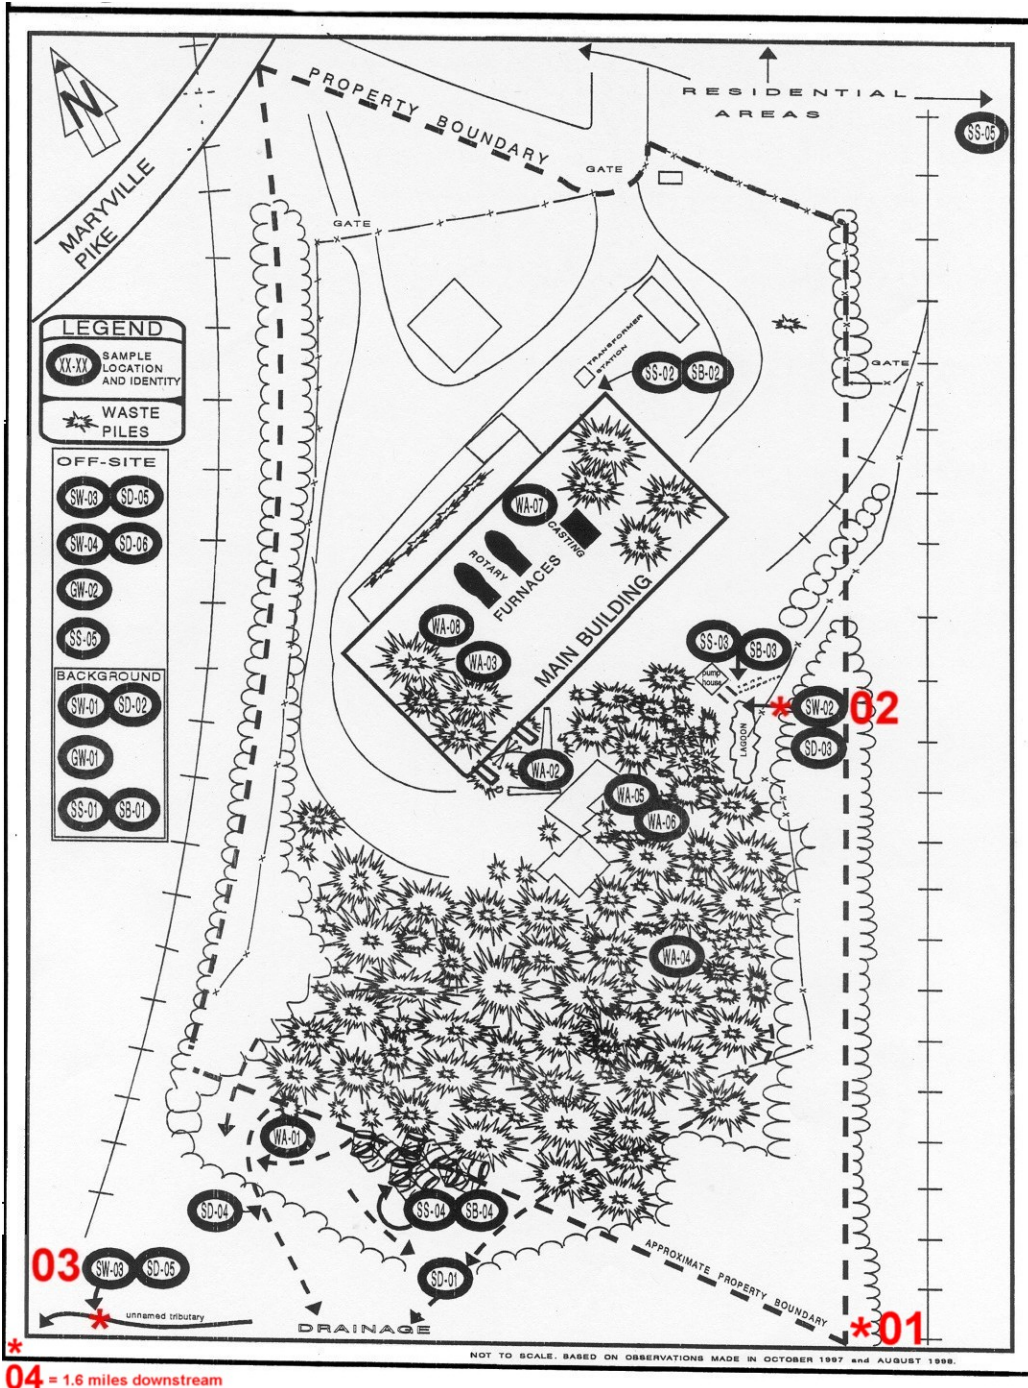 RESIDENTIAL
AREAS
SS-05
N
PROPERTY BOUNDARY
GATE
GATE
MARYVILLE
PIKE
LEGEND
XX-XX
SAMPLE
LOCATION
AND IDENTITY
WASTE
PILES
TRANSFORMER
STATION
SS-02 SB-02
GATE
OFF-SITE
SW-03 SD-05
SW-04 SD-06
GW-02
SS-05
BACKGROUND
SW-01 SD-02
GW-01
SS-01 SB-01
WA-07
CASTING
ROTARY
FURNACES
MAIN BUILDING
WA-08
WA-03
SS-03 SB-03
pump
house
SW-02 02
*
LAGOON
SD-03
WA-02
WA-05
WA-06
WA-04
WA-01
SD-04
SS-04 SB-04
03 SW-03 SD-05
SD-01
APPROXIMATE PROPERTY BOUNDARY
unnamed tributary
*
DRAINAGE
*01
NOT TO SCALE. BASED ON OBSERVATIONS MADE IN OCTOBER 1997 and AUGUST 1998.
*
04 = 1.6 miles downstream